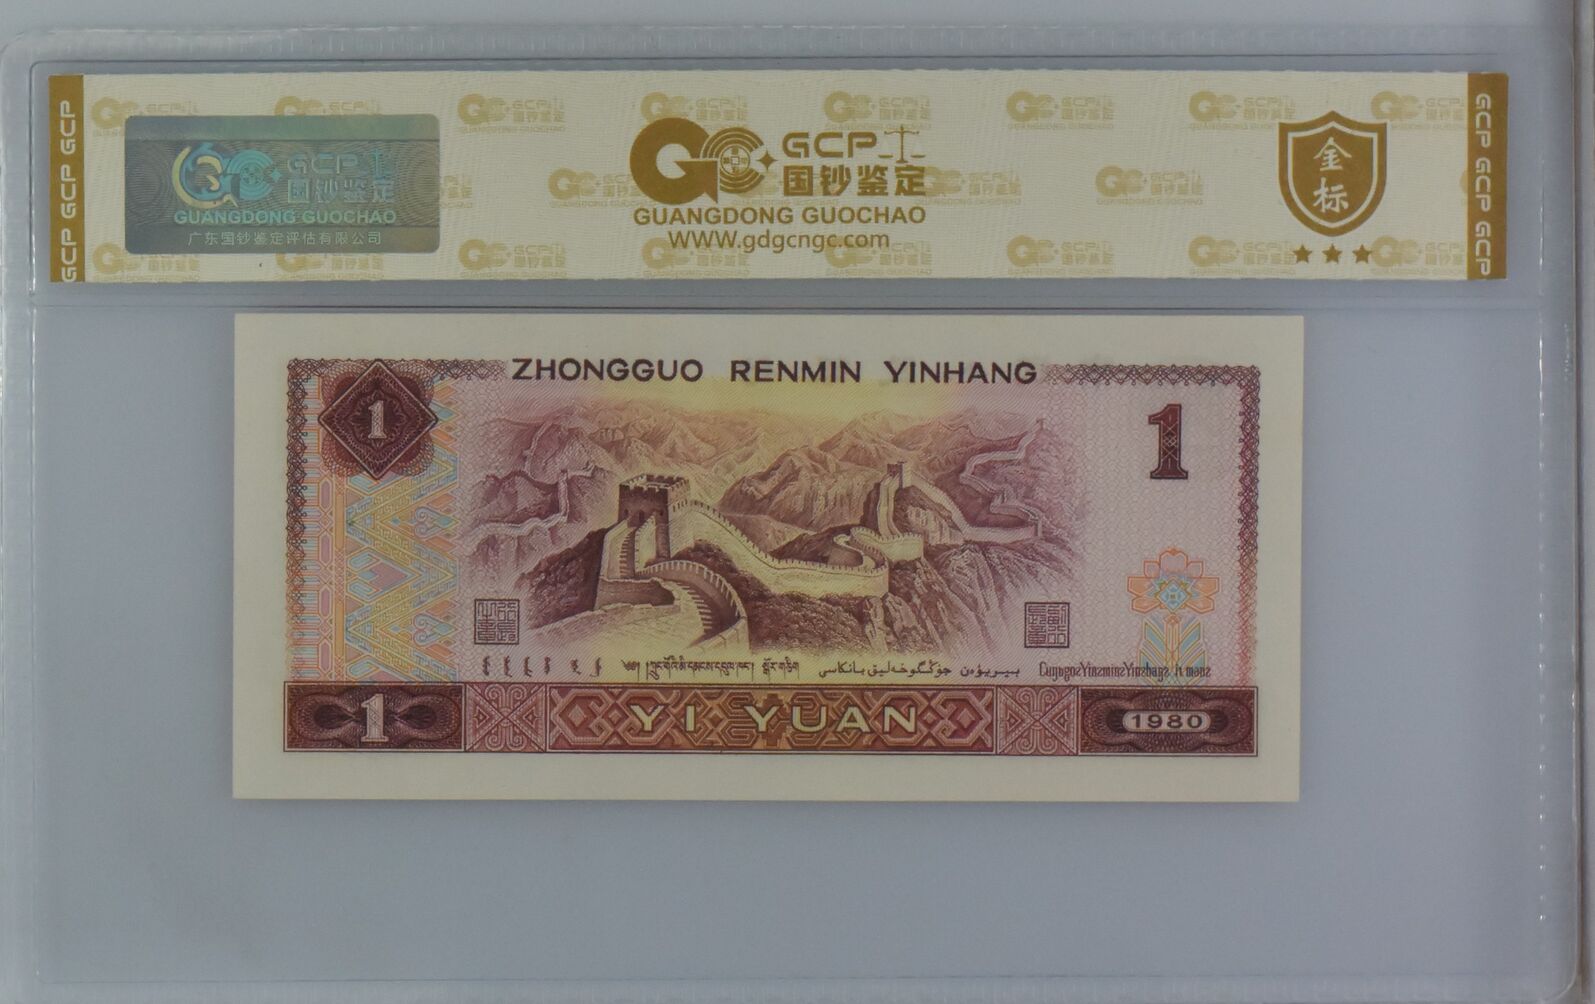 GCP GCP GCP
GCP
国钞鉴定
GUANGDONG GUOCHAO
广东国钞鉴定评估有限公司
GCP
国钞鉴定
GUANGDONG GUOCHAO
WWW.gdgcngc.com
金标
GCP GCP GCP
ZHONGGUO RENMIN YINHANG
1
1
1
YI YUAN
1980